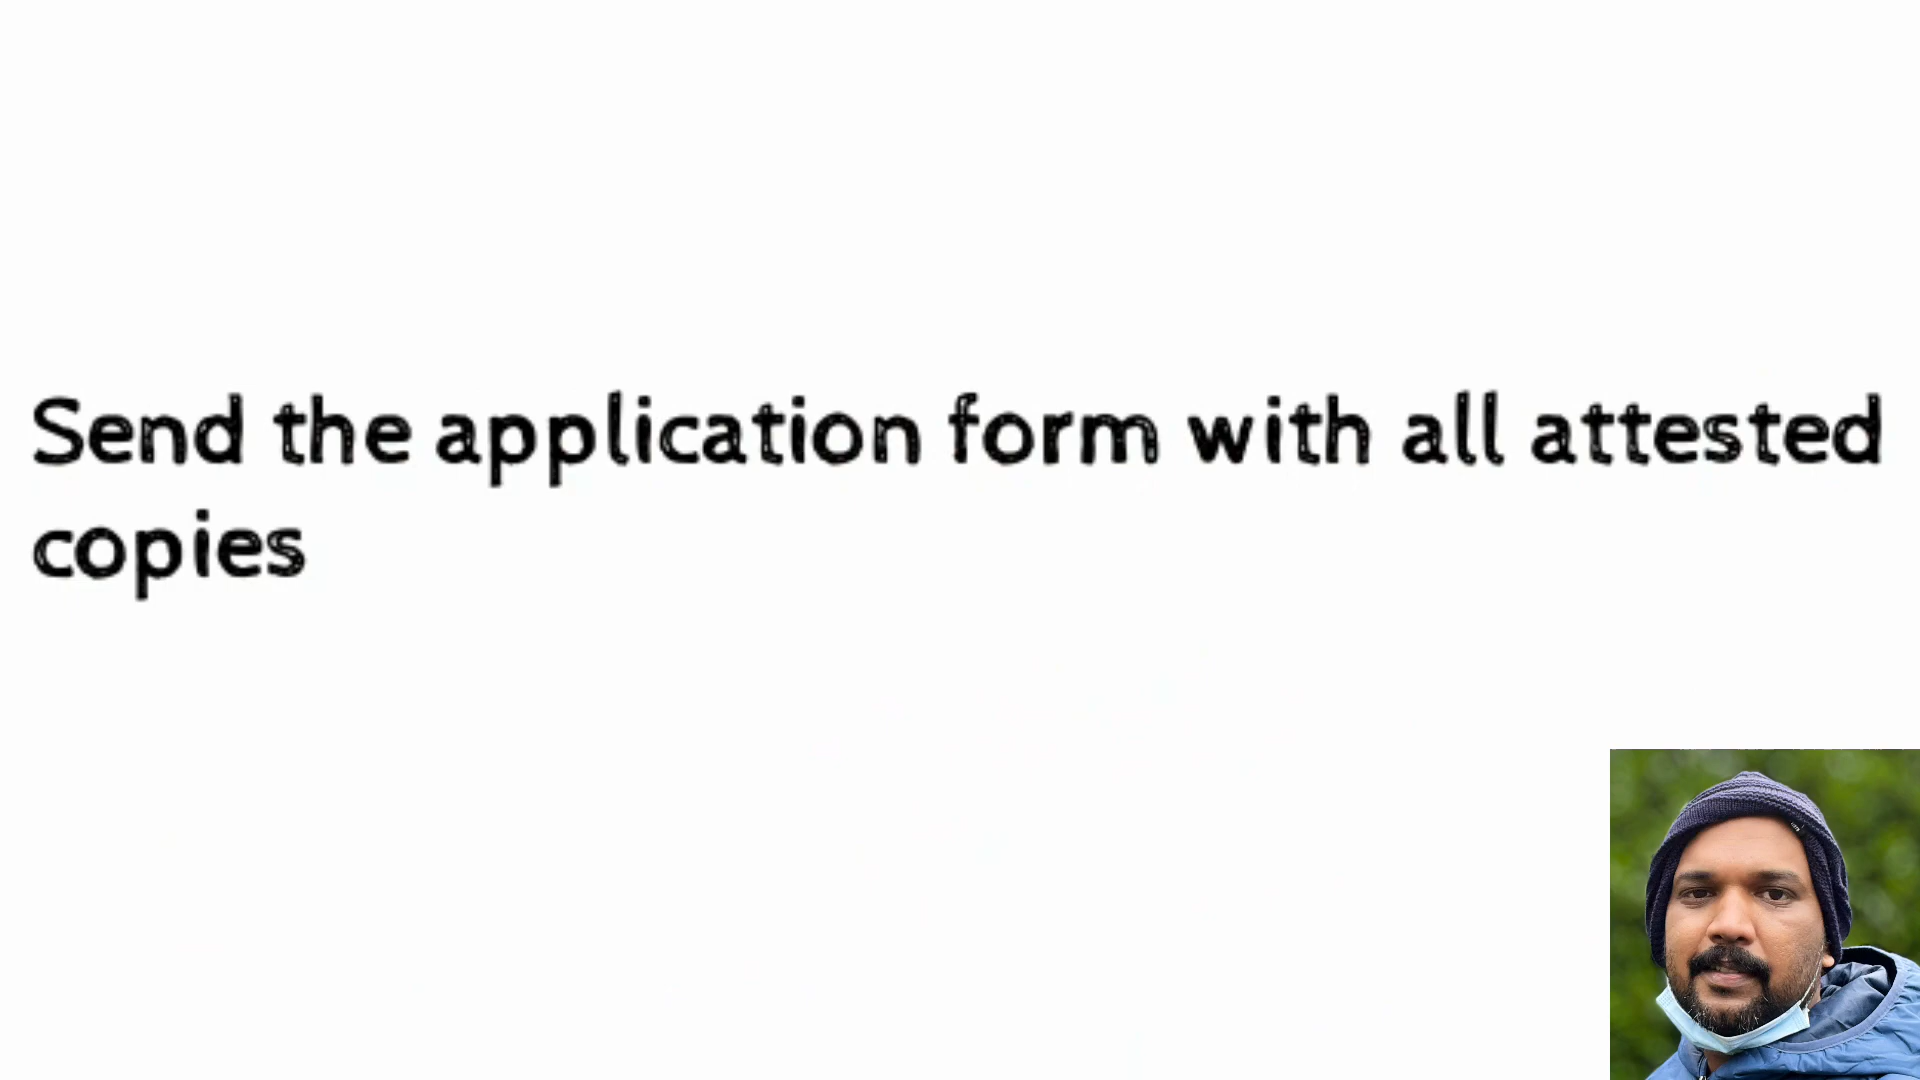 Send the application form with all attested
copies